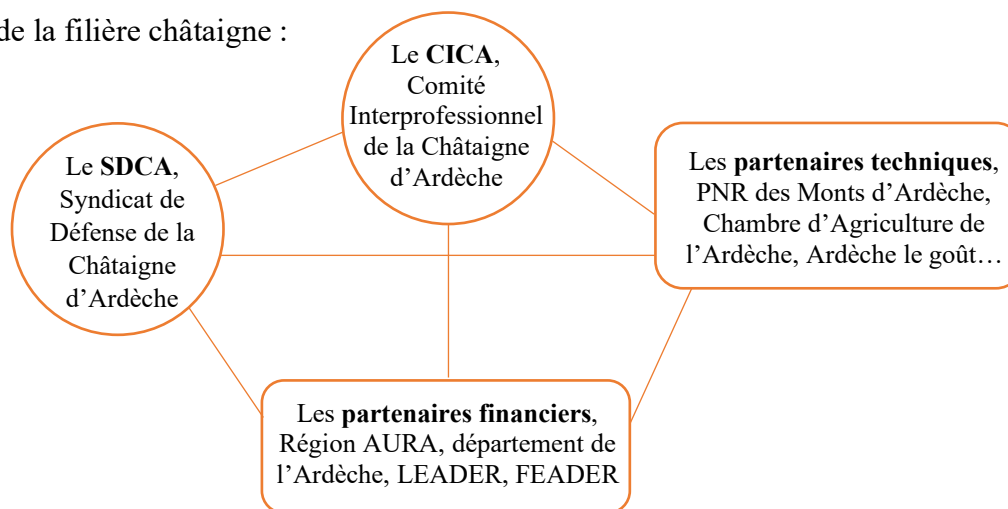 de la filière châtaigne :
Le CICA,
Comité
Interprofessionnel
de la Châtaigne
d’Ardèche
Le SDCA,
Syndicat de
Défense de la
Châtaigne
d’Ardèche
Les partenaires techniques,
PNR des Monts d’Ardèche,
Chambre d’Agriculture de
l’Ardèche, Ardèche le goût…
Les partenaires financiers,
Région AURA, département de
l’Ardèche, LEADER, FEADER